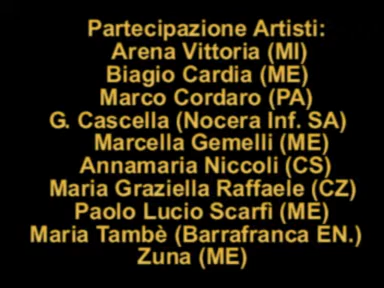 Partecipazione Artisti:
Arena Vittoria (MI)
Biagio Cardia (ME)
Marco Cordaro (PA)
G. Cascella (Nocera Inf. SA)
Marcella Gemelli (ME)
Annamaria Niccoli (CS)
Maria Graziella Raffaele (CZ)
Paolo Lucio Scarfì (ME)
Maria Tambè (Barrafranca EN.)
Zuna (ME)